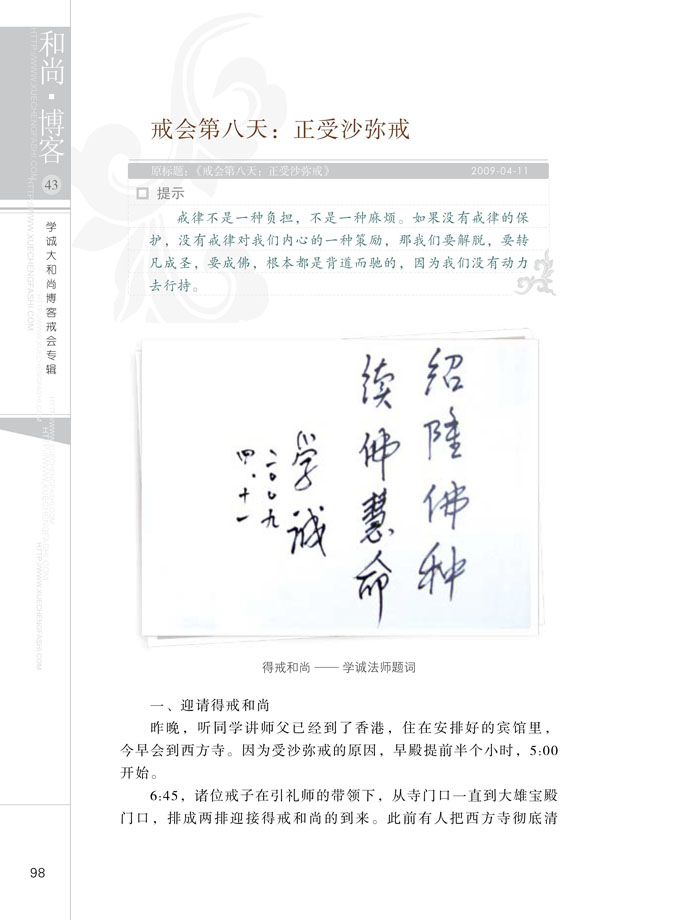 和尚·博客
43
学诚大和尚博客戒会专辑
戒会第八天：正受沙弥戒
原标题：《戒会第八天：正受沙弥戒》 2009-04-11
提示
戒律不是一种负担，不是一种麻烦。如果没有戒律的保
护，没有戒律对我们内心的一种策励，那我们要解脱，要转
凡成圣，要成佛，根本都是背道而驰的，因为我们没有动力
去行持。
绍隆佛种
续佛慧命
学诚
二〇〇九
四·十一
得戒和尚 —— 学诚法师题词
一、迎请得戒和尚
昨晚，听同学讲师父已经到了香港，住在安排好的宾馆里，
今早会到西方寺。因为受沙弥戒的原因，早殿提前半个小时，5:00
开始。
6:45，诸位戒子在引礼师的带领下，从寺门口一直到大雄宝殿
门口，排成两排迎接得戒和尚的到来。此前有人把西方寺彻底清
98